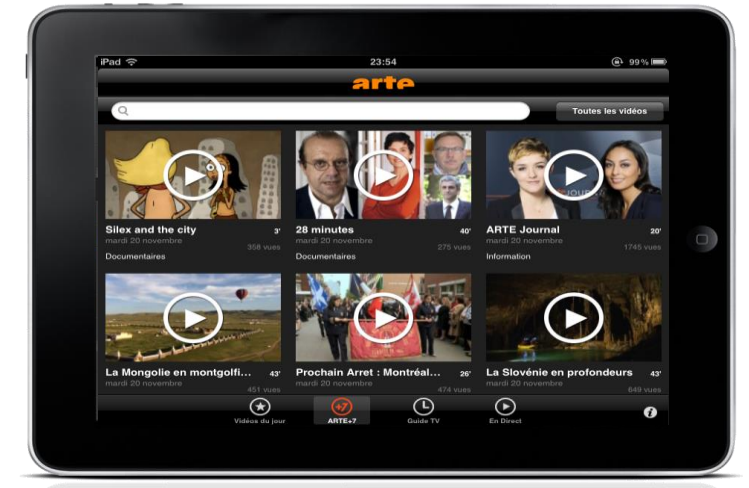 iPad
23:54
99%
arte
Toutes les vidéos
Silex and the city 3'
mardi 20 novembre
358 vues
Documentaires
28 minutes 40'
mardi 20 novembre
275 vues
Documentaires
ARTE Journal 20'
mardi 20 novembre
1745 vues
Information
La Mongolie en montgolfi... 43'
mardi 20 novembre
451 vues
Prochain Arret : Montréal... 26'
mardi 20 novembre
474 vues
La Slovénie en profondeurs 43'
mardi 20 novembre
649 vues
Vidéos du jour
+7
ARTE+7
Guide TV
En Direct
i